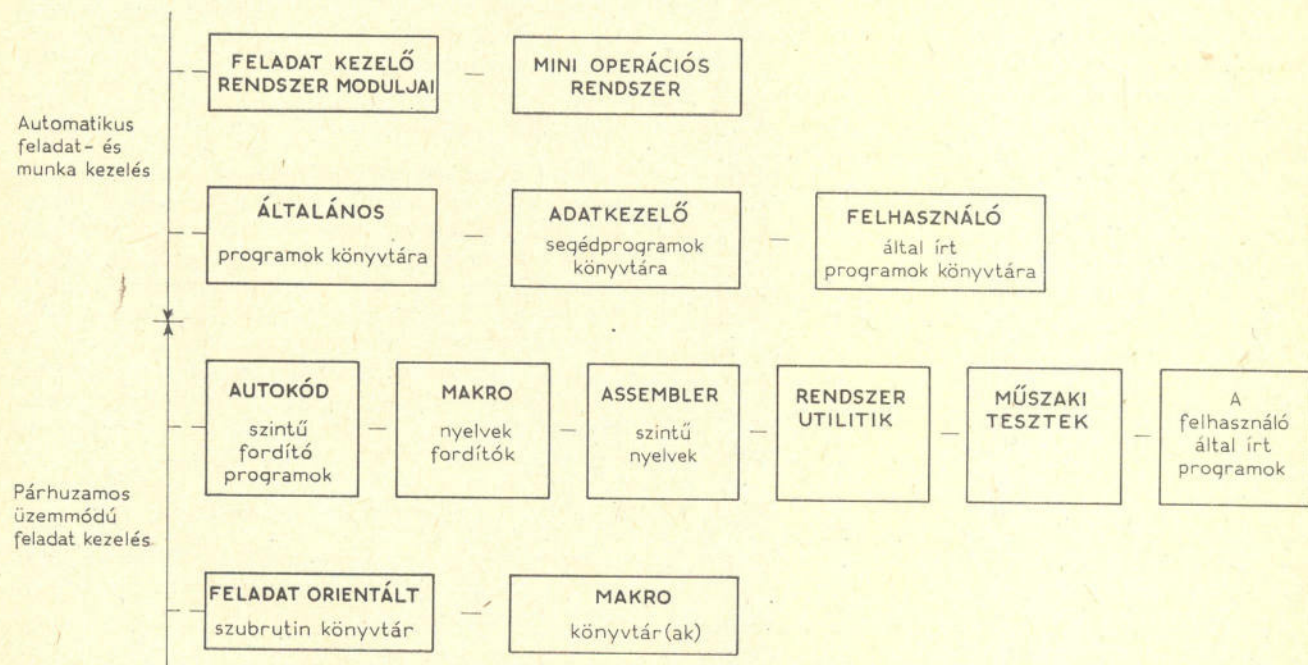 FELADAT KEZELŐ
RENDSZER MODULJAI
MINI OPERÁCIÓS
RENDSZER
Automatikus
feladat- és
munka kezelés
ÁLTALÁNOS
programok könyvtára
ADATKEZELŐ
segédprogramok
könyvtára
FELHASZNÁLÓ
által írt
programok könyvtára
AUTOKÓD
szintű
fordító
programok
MAKRO
nyelvek
fordítók
ASSEMBLER
szintű
nyelvek
RENDSZER
UTILITIK
MŰSZAKI
TESZTEK
A
felhasználó
által írt
programok
Párhuzamos
üzemmódú
feladat kezelés
FELADAT ORIENTÁLT
szubrutin könyvtár
MAKRO
könyvtár(ak)